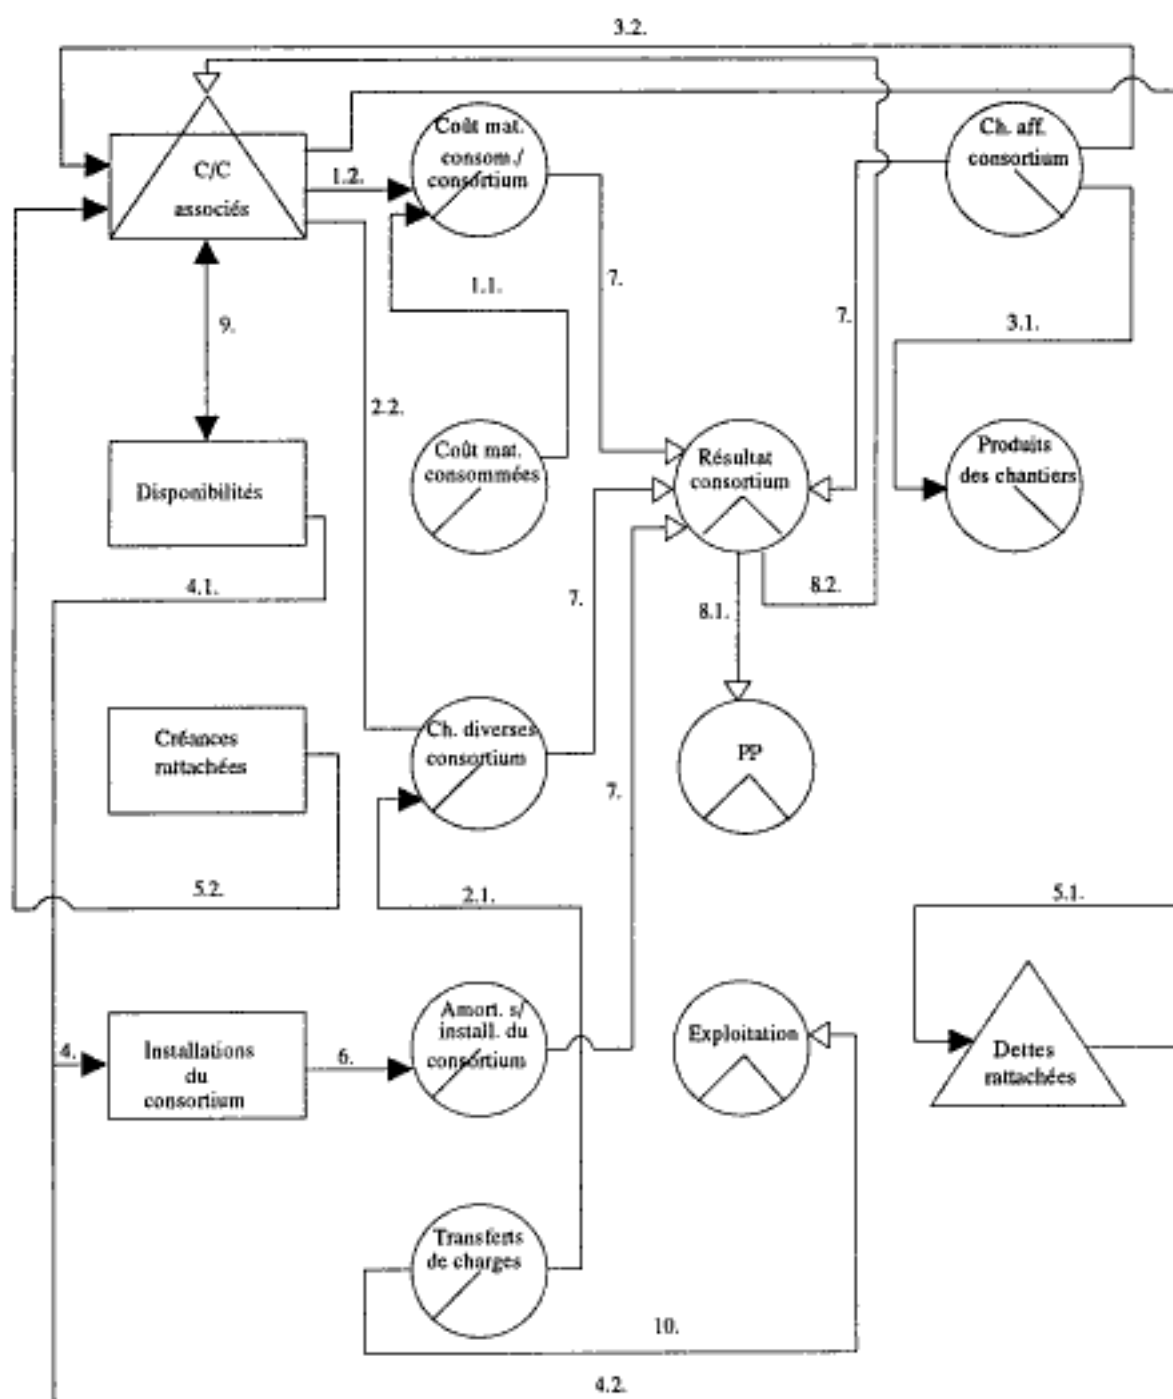 3.2.
Coût mat.
consom./
consortium
Ch. aff.
consortium
C/C
associés
1.2.
1.1.
7.
7.
3.1.
9.
2.2.
Coût mat.
consommées
Résultat
consortium
Produits
des chantiers
Disponibilités
4.1.
7.
8.1.
8.2.
Créances
rattachées
Ch. diverses
consortium
PP
7.
5.2.
2.1.
5.1.
Amort. s/
install. du
consortium
Exploitation
4.
Installations
du
consortium
6.
Dettes
rattachées
Transferts
de charges
10.
4.2.